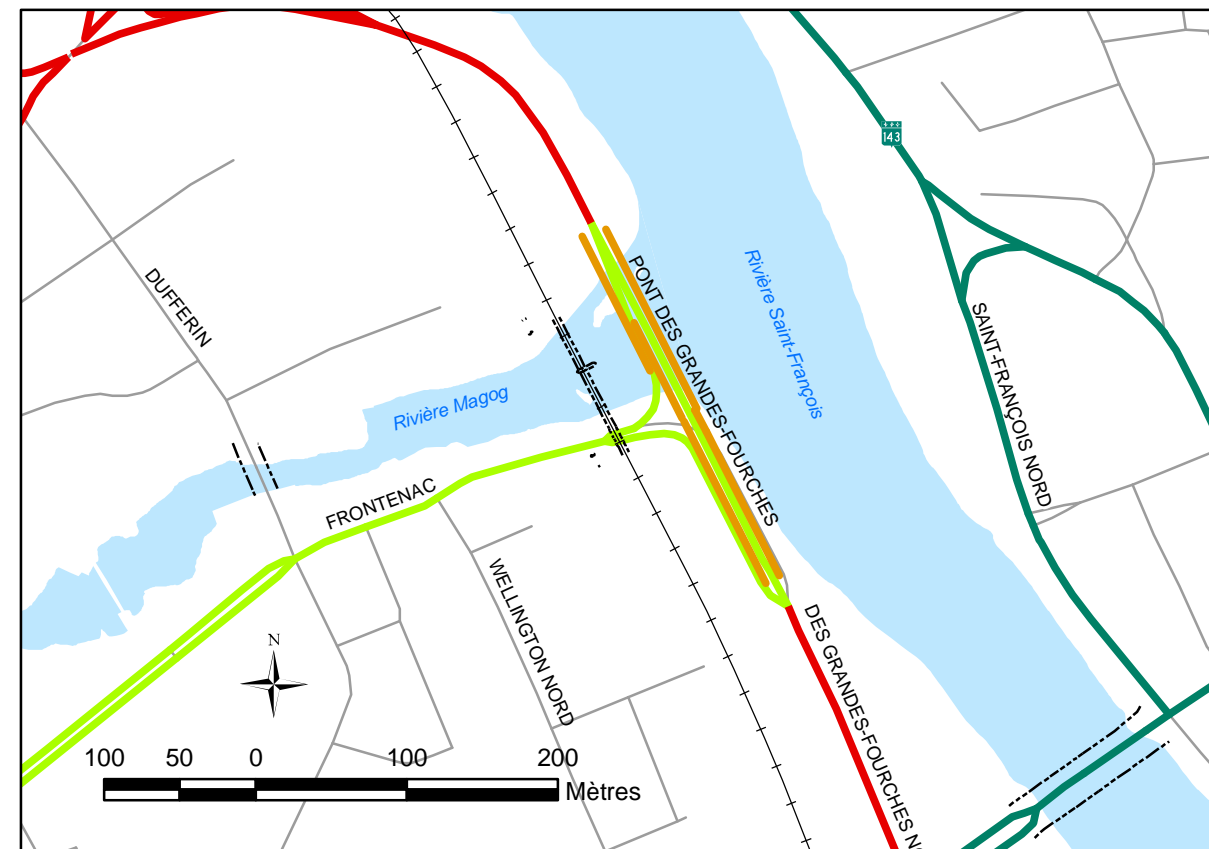 143
DUFFERIN
PONT DES GRANDES-FOURCHES
Rivière Saint-François
SAINT-FRANÇOIS NORD
Rivière Magog
FRONTENAC
WELLINGTON NORD
DES GRANDES-FOURCHES NO
N
100 50 0 100 200
Mètres